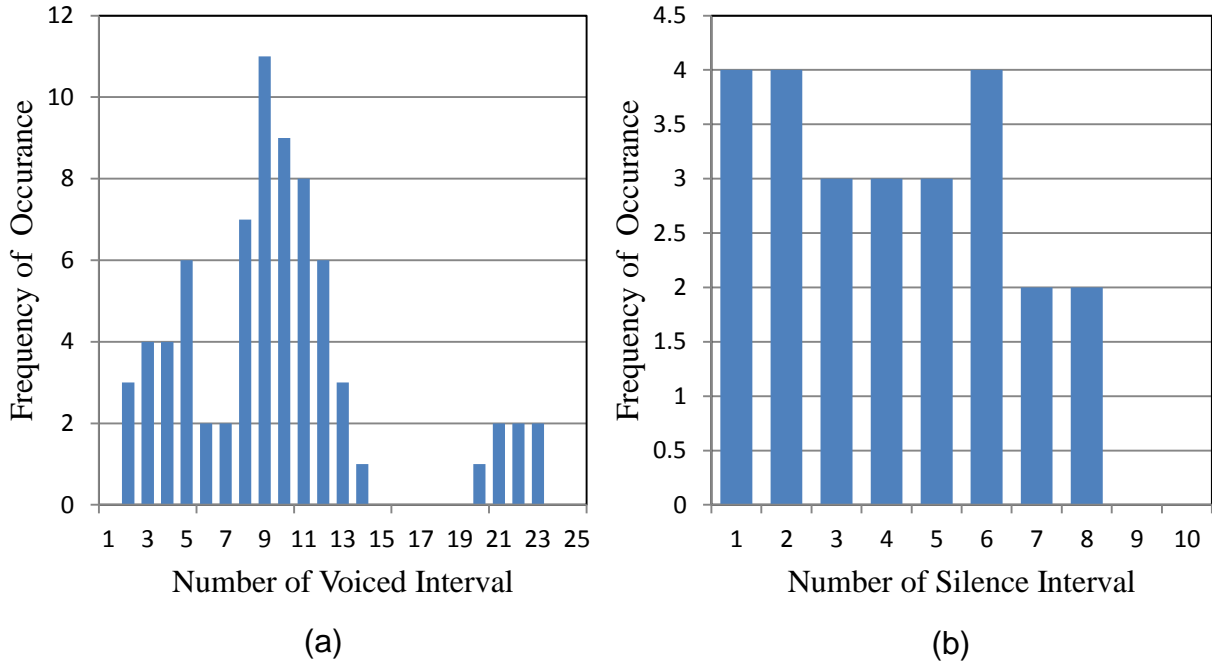 12
10
8
6
4
2
0
Frequency of Occurance
1 3 5 7 9 11 13 15 17 19 21 23 25
Number of Voiced Interval
(a)
4.5
4
3.5
3
2.5
2
1.5
1
0.5
0
Frequency of Occurance
1 2 3 4 5 6 7 8 9 10
Number of Silence Interval
(b)